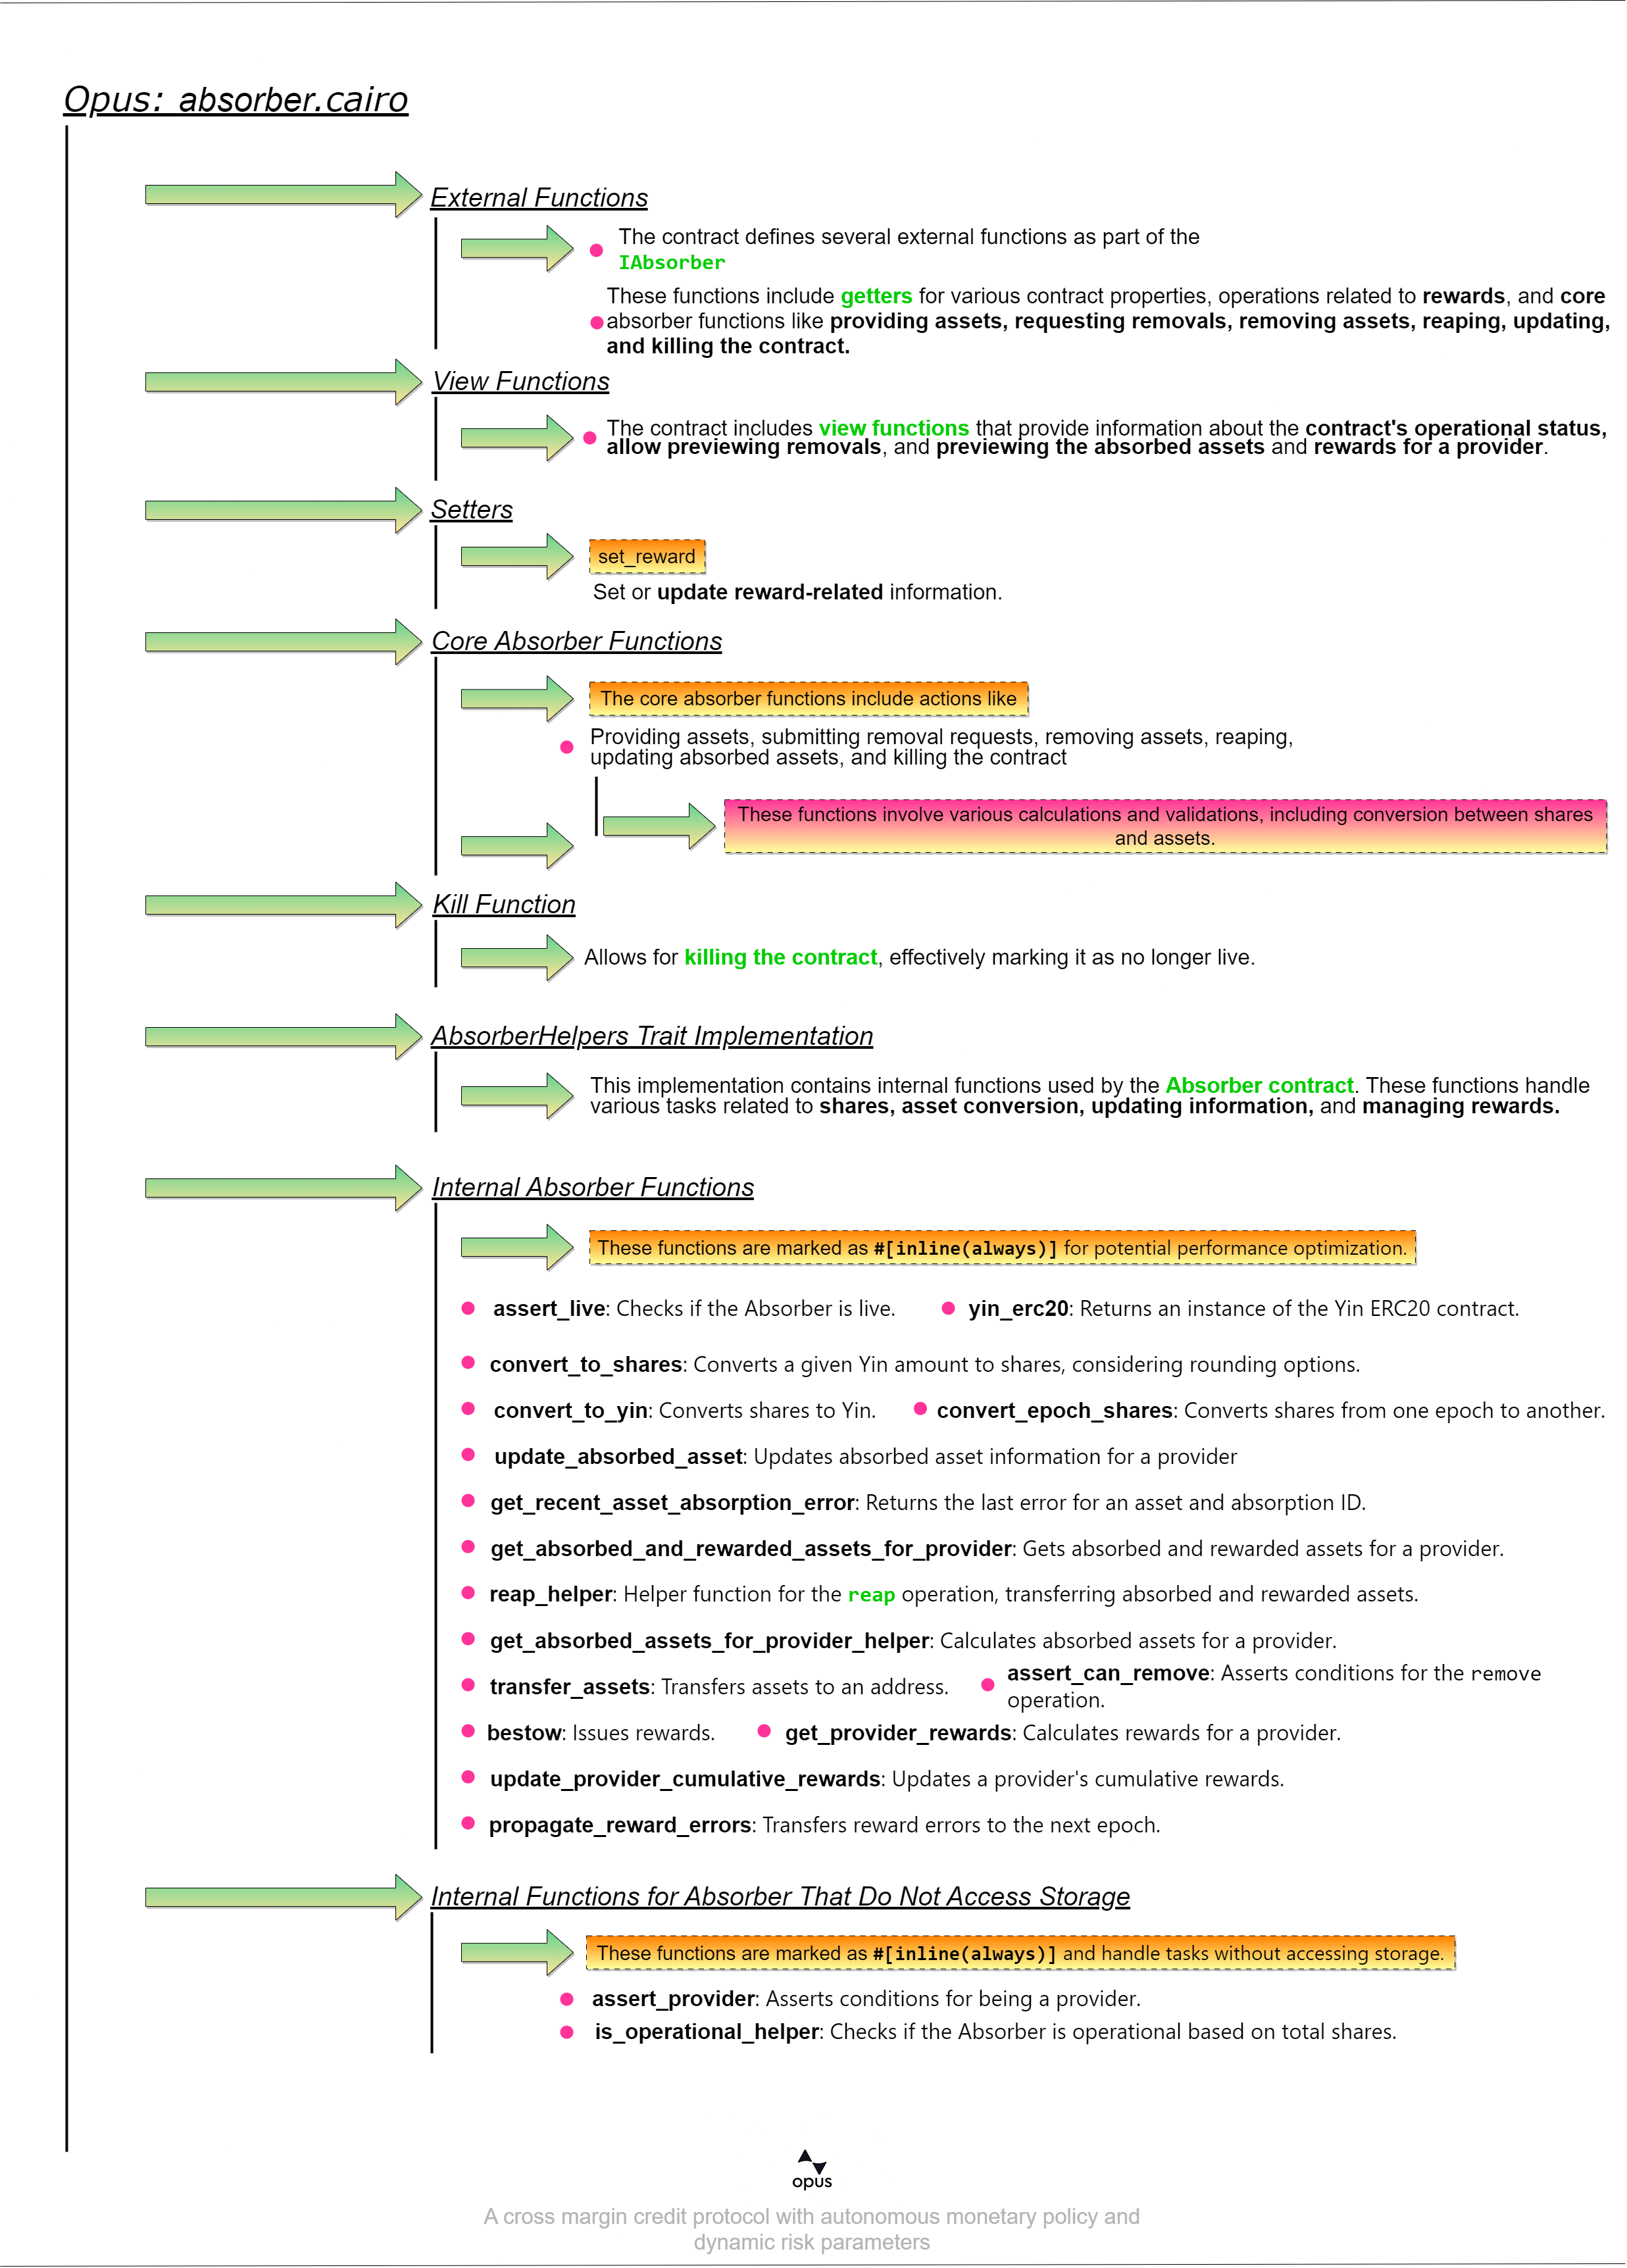 Opus: absorber.cairo
External Functions
The contract defines several external functions as part of the
IAbsorber
These functions include getters for various contract properties, operations related to rewards, and core
absorber functions like providing assets, requesting removals, removing assets, reaping, updating,
and killing the contract.
View Functions
The contract includes view functions that provide information about the contract's operational status,
allow previewing removals, and previewing the absorbed assets and rewards for a provider.
Setters
set_reward
Set or update reward-related information.
Core Absorber Functions
The core absorber functions include actions like
Providing assets, submitting removal requests, removing assets, reaping,
updating absorbed assets, and killing the contract
These functions involve various calculations and validations, including conversion between shares
and assets.
Kill Function
Allows for killing the contract, effectively marking it as no longer live.
AbsorberHelpers Trait Implementation
This implementation contains internal functions used by the Absorber contract. These functions handle
various tasks related to shares, asset conversion, updating information, and managing rewards.
Internal Absorber Functions
These functions are marked as #[inline(always)] for potential performance optimization.
assert_live: Checks if the Absorber is live.
yin_erc20: Returns an instance of the Yin ERC20 contract.
convert_to_shares: Converts a given Yin amount to shares, considering rounding options.
convert_to_yin: Converts shares to Yin.
convert_epoch_shares: Converts shares from one epoch to another.
update_absorbed_asset: Updates absorbed asset information for a provider
get_recent_asset_absorption_error: Returns the last error for an asset and absorption ID.
get_absorbed_and_rewarded_assets_for_provider: Gets absorbed and rewarded assets for a provider.
reap_helper: Helper function for the reap operation, transferring absorbed and rewarded assets.
get_absorbed_assets_for_provider_helper: Calculates absorbed assets for a provider.
transfer_assets: Transfers assets to an address.
assert_can_remove: Asserts conditions for the remove
operation.
bestow: Issues rewards.
get_provider_rewards: Calculates rewards for a provider.
update_provider_cumulative_rewards: Updates a provider's cumulative rewards.
propagate_reward_errors: Transfers reward errors to the next epoch.
Internal Functions for Absorber That Do Not Access Storage
These functions are marked as #[inline(always)] and handle tasks without accessing storage.
assert_provider: Asserts conditions for being a provider.
is_operational_helper: Checks if the Absorber is operational based on total shares.
opus
A cross margin credit protocol with autonomous monetary policy and
dynamic risk parameters